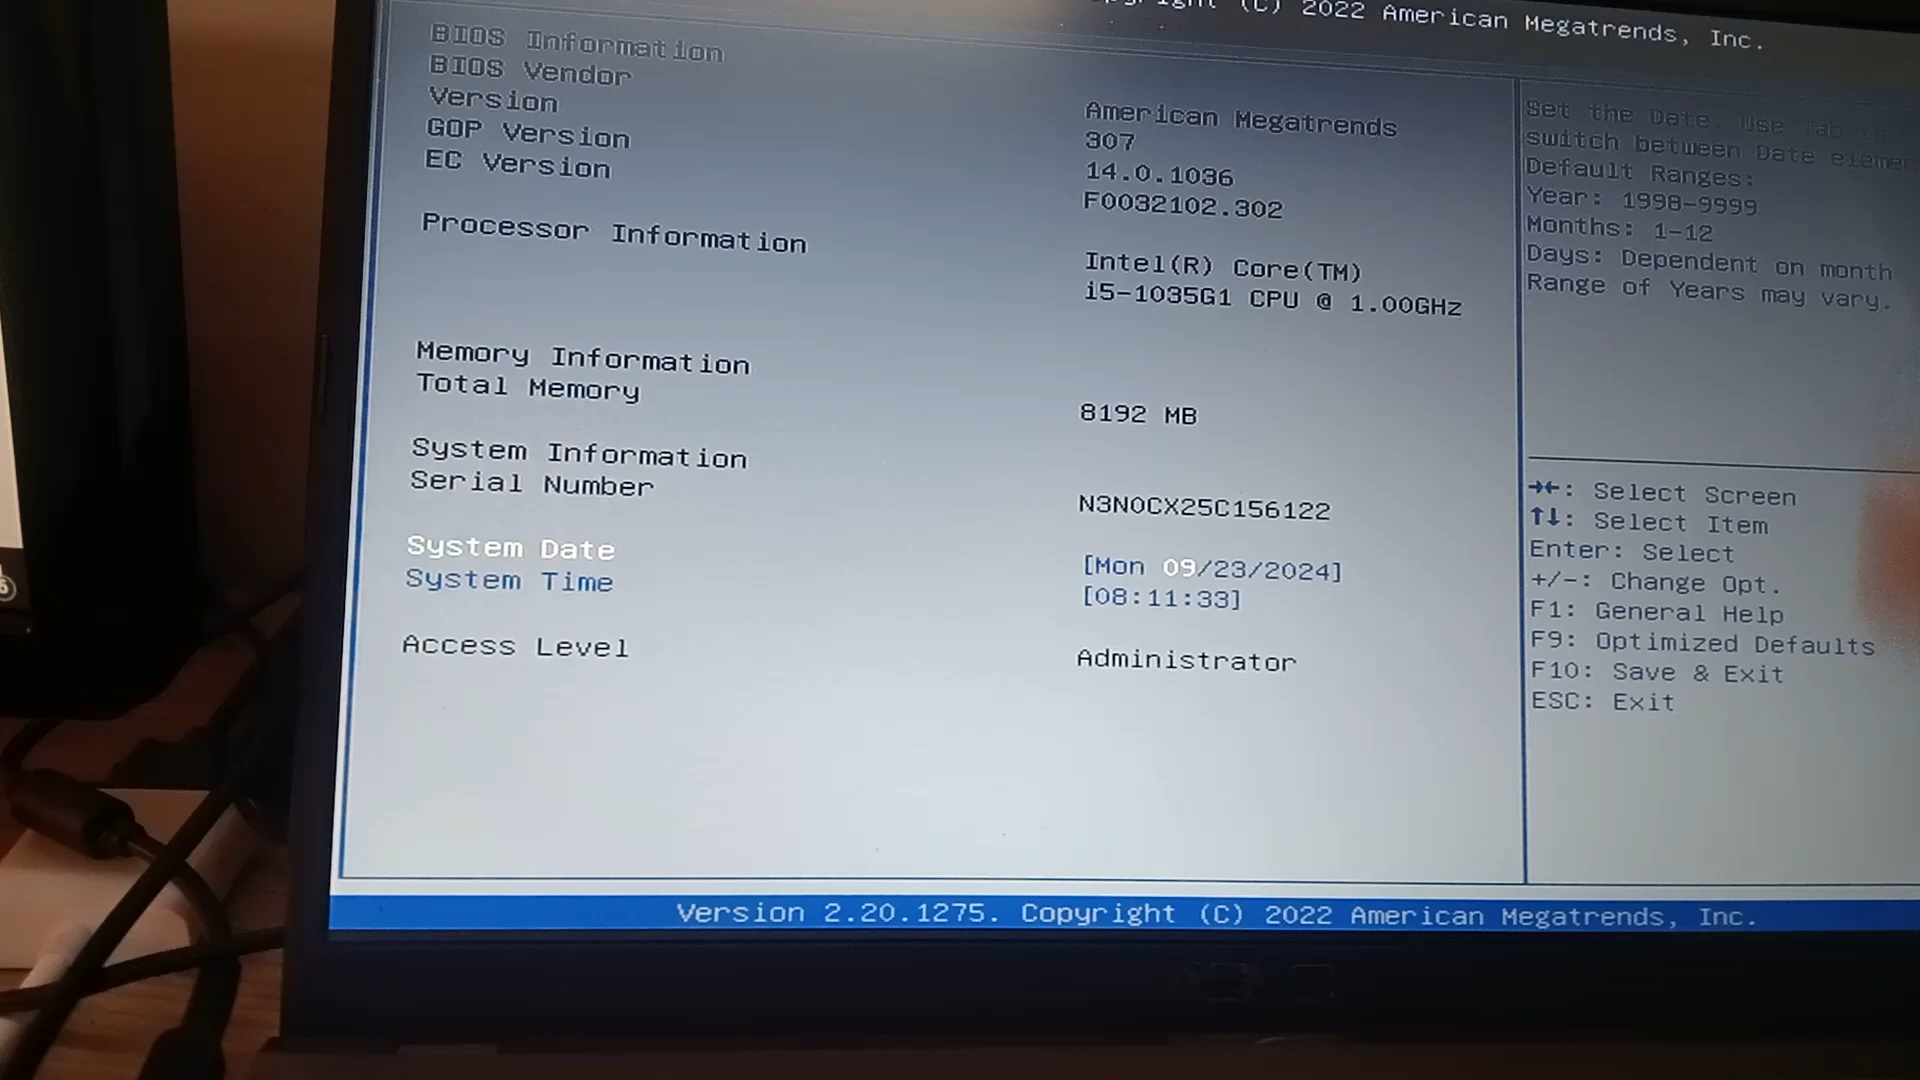 (C) 2022 American Megatrends, Inc.
BIOS Information
BIOS Vendor American Megatrends
Version 307
GOP Version 14.0.1036
EC Version F0032102.302
Processor Information
Intel(R) Core(TM)
i5-1035G1 CPU @ 1.00GHz
Memory Information
Total Memory 8192 MB
System Information
Serial Number N3N0CX25C156122
System Date [Mon 09/23/2024]
System Time [08:11:33]
Access Level Administrator
Set the Date. Use Tab to
switch between Date elemen
Default Ranges:
Year: 1998-9999
Months: 1-12
Days: Dependent on month
Range of Years may vary.
→←: Select Screen
↑↓: Select Item
Enter: Select
+/-: Change Opt.
F1: General Help
F9: Optimized Defaults
F10: Save & Exit
ESC: Exit
Version 2.20.1275. Copyright (C) 2022 American Megatrends, Inc.